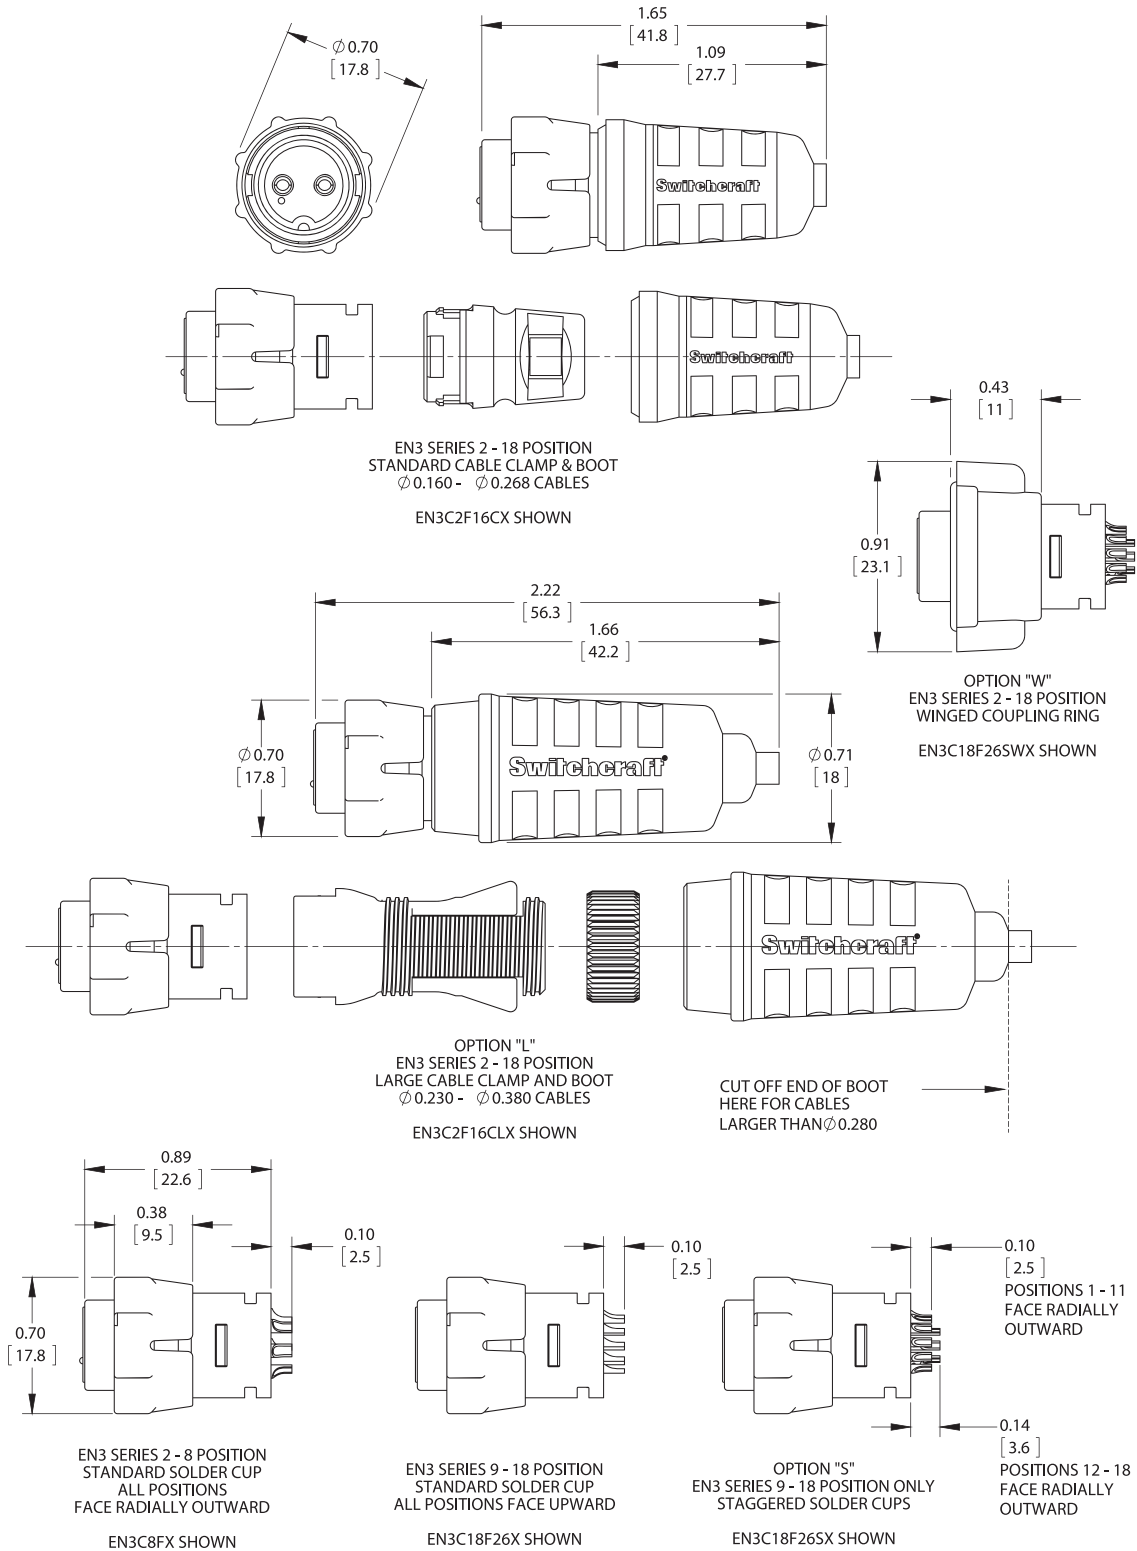 ⌀ 0.70
[17.8]
1.65
[41.8]
1.09
[27.7]
Switchcraft
Switchcraft
EN3 SERIES 2 - 18 POSITION
STANDARD CABLE CLAMP & BOOT
⌀ 0.160 - ⌀ 0.268 CABLES
EN3C2F16CX SHOWN
0.43
[11]
0.91
[23.1]
OPTION "W"
EN3 SERIES 2 - 18 POSITION
WINGED COUPLING RING
EN3C18F26SWX SHOWN
2.22
[56.3]
1.66
[42.2]
⌀ 0.70
[17.8]
Switchcraft
⌀ 0.71
[18]
Switchcraft
OPTION "L"
EN3 SERIES 2 - 18 POSITION
LARGE CABLE CLAMP AND BOOT
⌀ 0.230 - ⌀ 0.380 CABLES
EN3C2F16CLX SHOWN
CUT OFF END OF BOOT
HERE FOR CABLES
LARGER THAN ⌀ 0.280
0.89
[22.6]
0.38
[9.5]
0.10
[2.5]
0.70
[17.8]
EN3 SERIES 2 - 8 POSITION
STANDARD SOLDER CUP
ALL POSITIONS
FACE RADIALLY OUTWARD
EN3C8FX SHOWN
0.10
[2.5]
EN3 SERIES 9 - 18 POSITION
STANDARD SOLDER CUP
ALL POSITIONS FACE UPWARD
EN3C18F26X SHOWN
0.10
[2.5]
POSITIONS 1 - 11
FACE RADIALLY
OUTWARD
0.14
[3.6]
POSITIONS 12 - 18
FACE RADIALLY
OUTWARD
OPTION "S"
EN3 SERIES 9 - 18 POSITION ONLY
STAGGERED SOLDER CUPS
EN3C18F26SX SHOWN